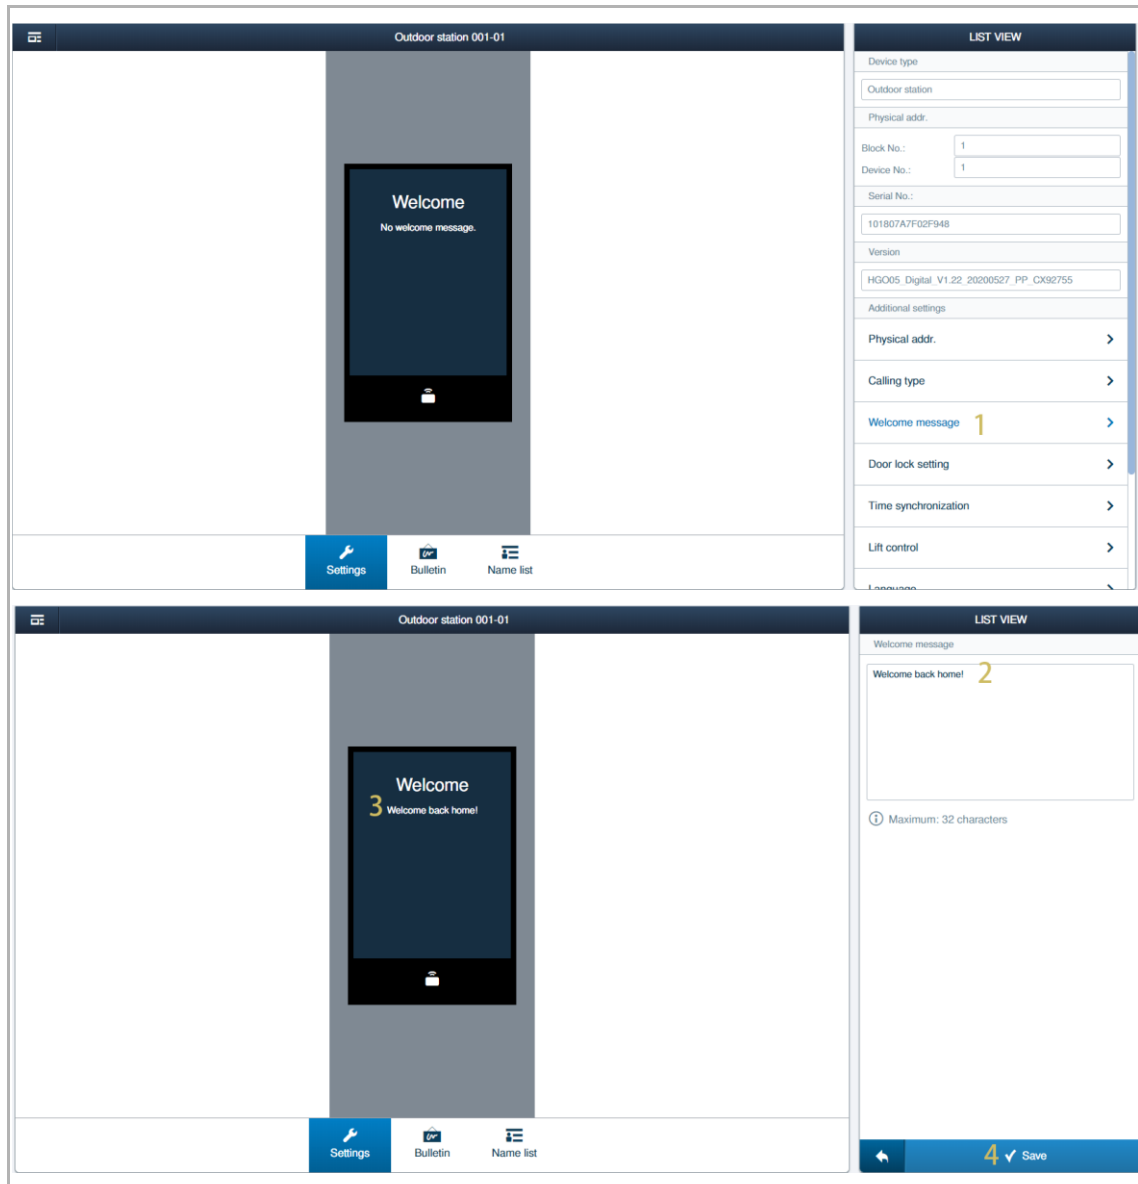 Outdoor station 001-01
Welcome
No welcome message.
Settings
Bulletin
Name list
LIST VIEW
Device type
Outdoor station
Physical addr.
Block No.: 1
Device No.: 1
Serial No.:
101807A7F02F948
Version
HGO05_Digital_V1.22_20200527_PP_CX92755
Additional settings
Physical addr.
Calling type
Welcome message 1
Door lock setting
Time synchronization
Lift control
Language
Outdoor station 001-01
Welcome
3 Welcome back home!
Settings
Bulletin
Name list
LIST VIEW
Welcome message
Welcome back home! 2
Maximum: 32 characters
4 Save